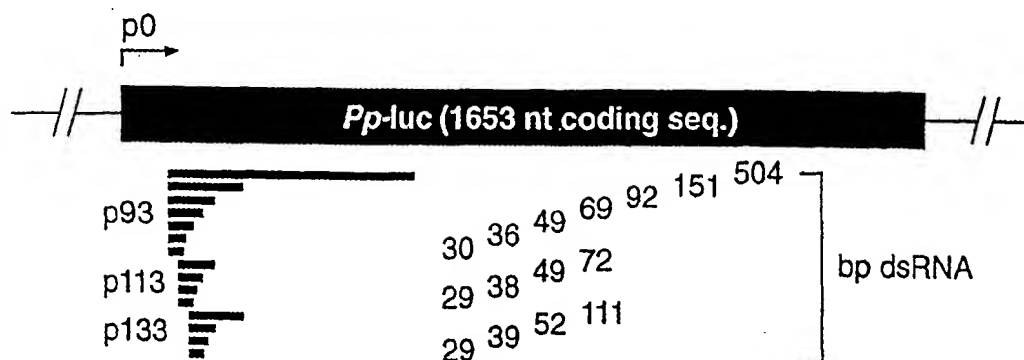 p0
Pp-luc (1653 nt coding seq.)
p93
30 36 49 69 92 151 504
p113
29 38 49 72
bp dsRNA
p133
29 39 52 111